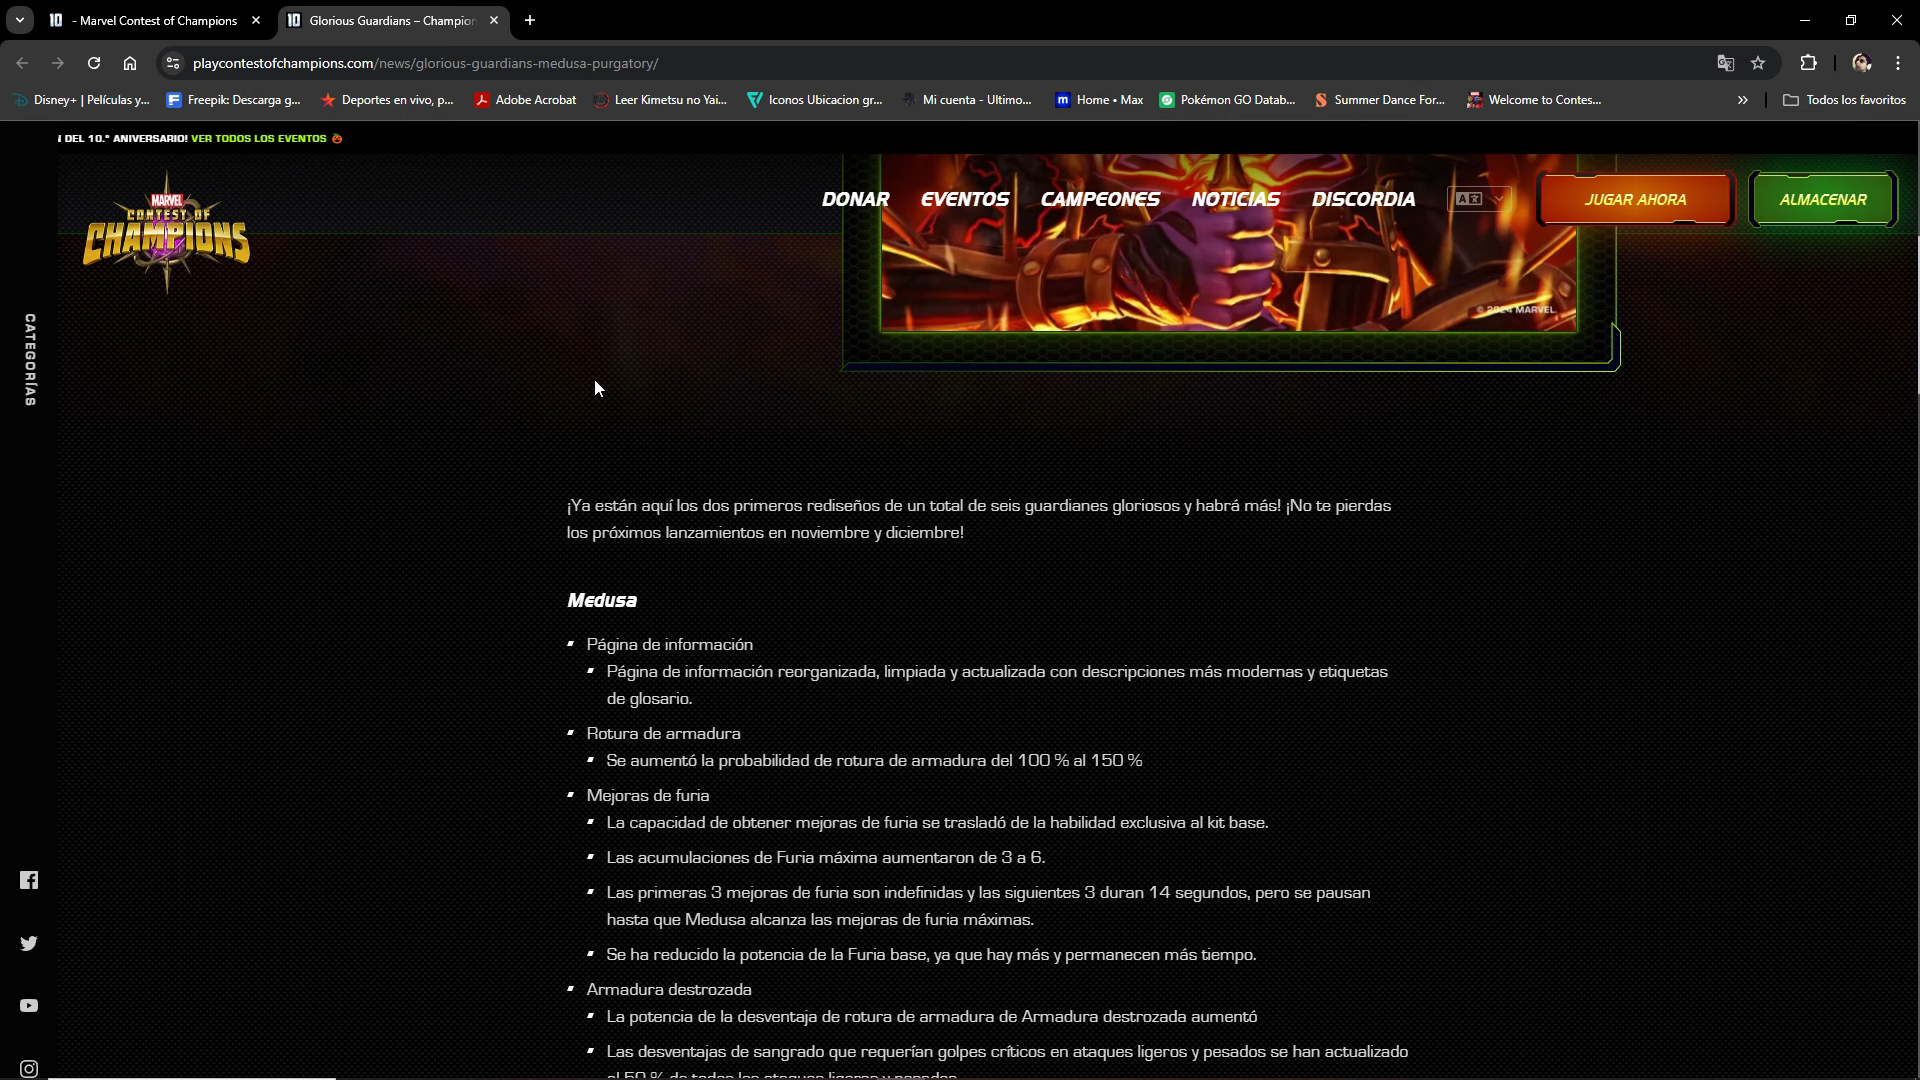 - Marvel Contest of Champions
Glorious Guardians – Champion
playcontestofchampions.com/news/glorious-guardians-medusa-purgatory/
Disney+ | Películas y...
Freepik: Descarga g...
Deportes en vivo, p...
Adobe Acrobat
Leer Kimetsu no Yai...
Iconos Ubicacion gr...
Mi cuenta - Ultimo...
Home • Max
Pokémon GO Datab...
Summer Dance For...
Welcome to Contes...
Todos los favoritos
DEL 10.º ANIVERSARIO! VER TODOS LOS EVENTOS
MARVEL
CONTEST OF
CHAMPIONS
DONAR
EVENTOS
CAMPEONES
NOTICIAS
DISCORDIA
JUGAR AHORA
ALMACENAR
© 2024 MARVEL
CATEGORÍAS
¡Ya están aquí los dos primeros rediseños de un total de seis guardianes gloriosos y habrá más! ¡No te pierdas
los próximos lanzamientos en noviembre y diciembre!
Medusa
Página de información
Página de información reorganizada, limpiada y actualizada con descripciones más modernas y etiquetas
de glosario.
Rotura de armadura
Se aumentó la probabilidad de rotura de armadura del 100 % al 150 %
Mejoras de furia
La capacidad de obtener mejoras de furia se trasladó de la habilidad exclusiva al kit base.
Las acumulaciones de Furia máxima aumentaron de 3 a 6.
Las primeras 3 mejoras de furia son indefinidas y las siguientes 3 duran 14 segundos, pero se pausan
hasta que Medusa alcanza las mejoras de furia máximas.
Se ha reducido la potencia de la Furia base, ya que hay más y permanecen más tiempo.
Armadura destrozada
La potencia de la desventaja de rotura de armadura de Armadura destrozada aumentó
Las desventajas de sangrado que requerían golpes críticos en ataques ligeros y pesados se han actualizado
al 50 % de todos los ataques ligeros y pesados